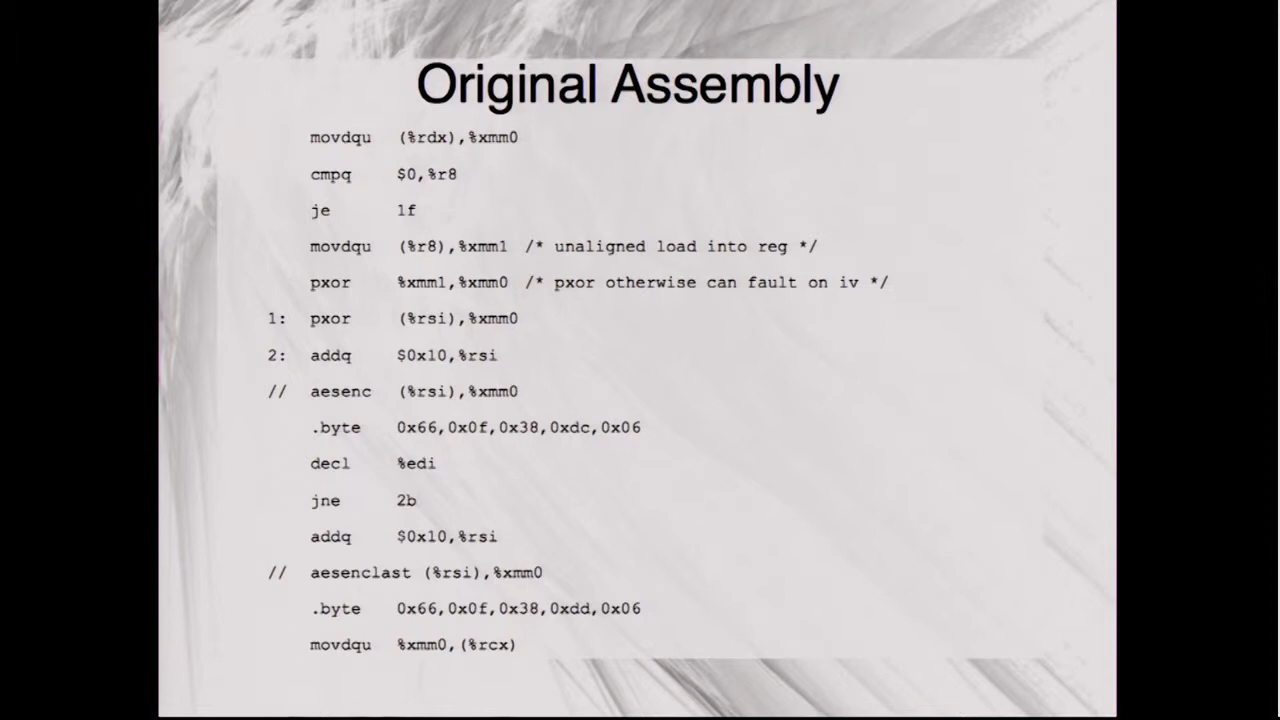 Original Assembly
movdqu (%rdx),%xmm0
cmpq $0,%r8
je 1f
movdqu (%r8),%xmm1 /* unaligned load into reg */
pxor %xmm1,%xmm0 /* pxor otherwise can fault on iv */
1: pxor (%rsi),%xmm0
2: addq $0x10,%rsi
// aesenc (%rsi),%xmm0
.byte 0x66,0x0f,0x38,0xdc,0x06
decl %edi
jne 2b
addq $0x10,%rsi
// aesenclast (%rsi),%xmm0
.byte 0x66,0x0f,0x38,0xdd,0x06
movdqu %xmm0,(%rcx)